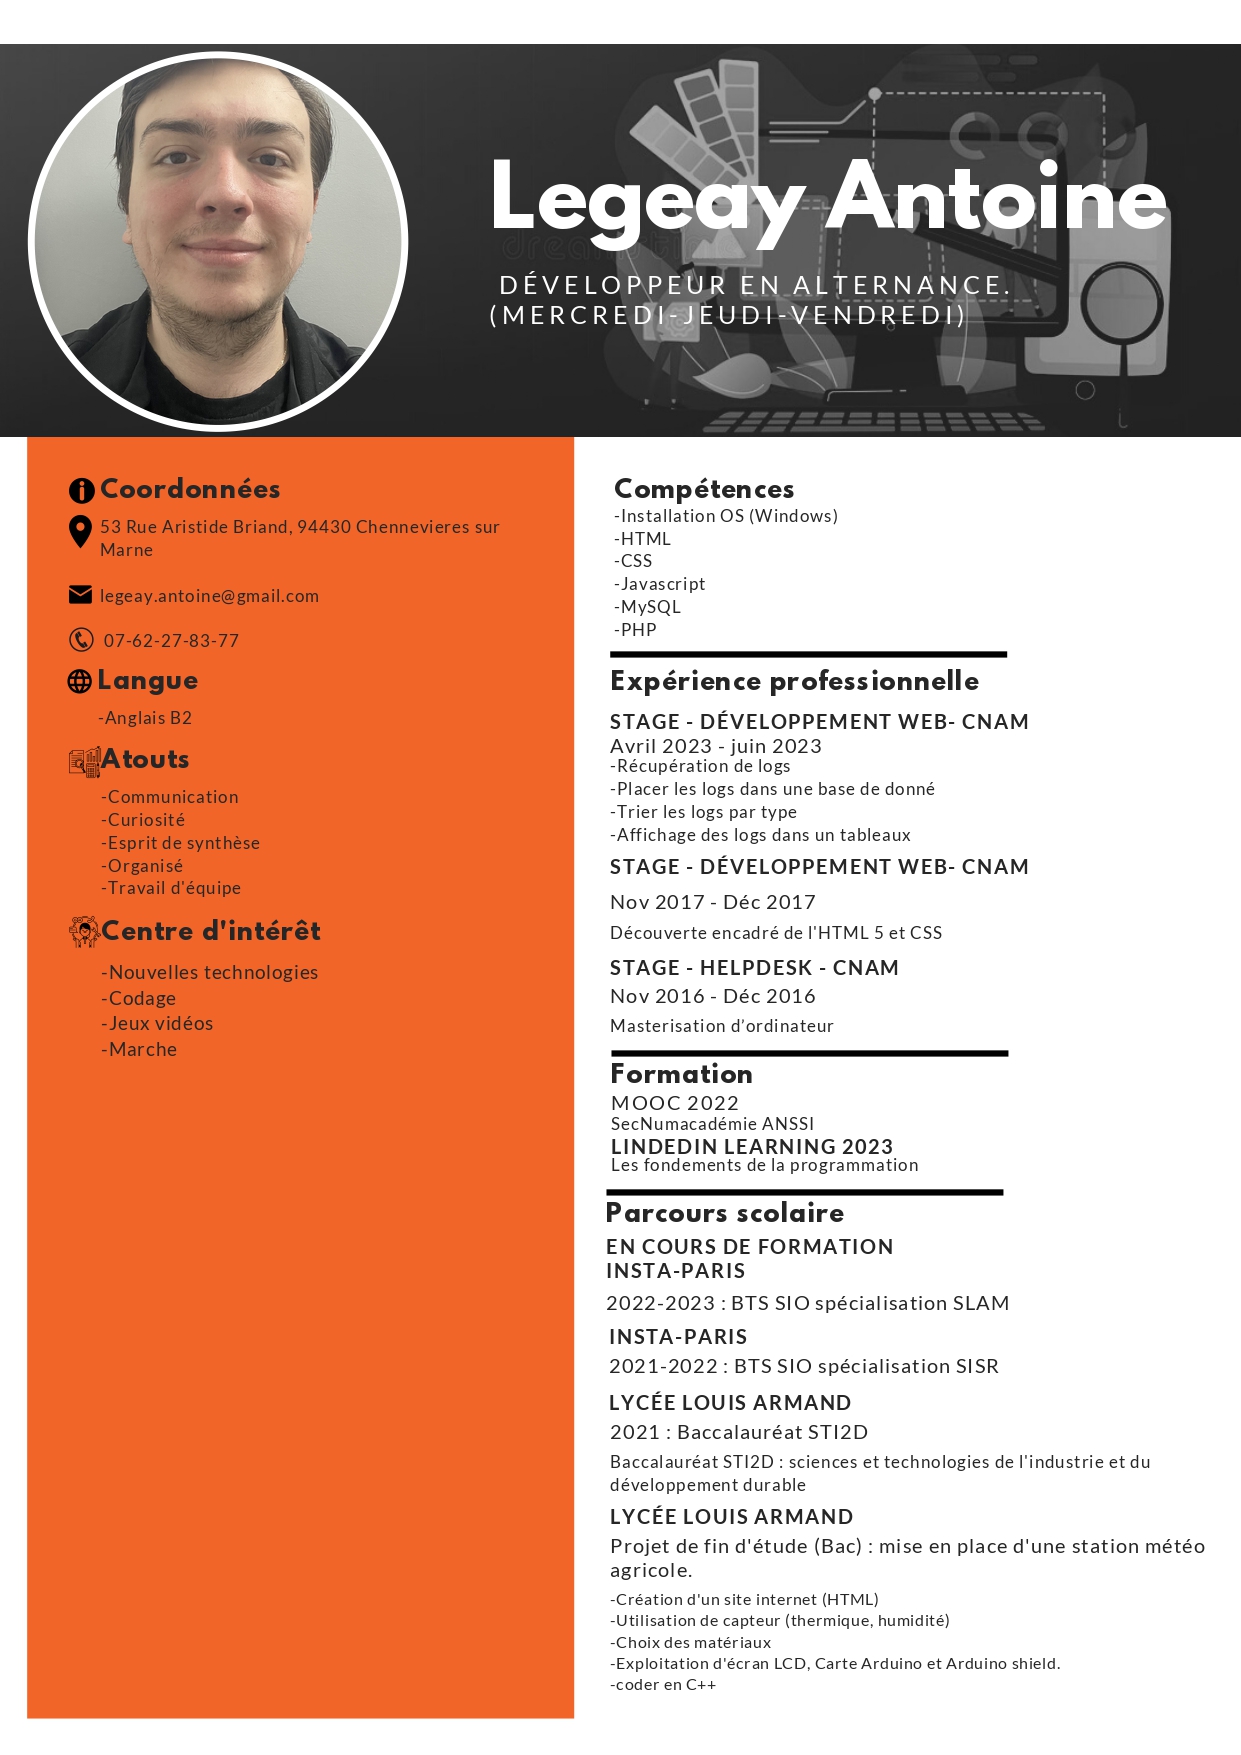 Legeay Antoine
DÉVELOPPEUR EN ALTERNANCE.
(MERCREDI-JEUDI-VENDREDI)
Coordonnées
53 Rue Aristide Briand, 94430 Chennevieres sur
Marne
legeay.antoine@gmail.com
07-62-27-83-77
Langue
-Anglais B2
Atouts
-Communication
-Curiosité
-Esprit de synthèse
-Organisé
-Travail d'équipe
Centre d'intérêt
-Nouvelles technologies
-Codage
-Jeux vidéos
-Marche
Compétences
-Installation OS (Windows)
-HTML
-CSS
-Javascript
-MySQL
-PHP
Expérience professionnelle
STAGE - DÉVELOPPEMENT WEB- CNAM
Avril 2023 - juin 2023
-Récupération de logs
-Placer les logs dans une base de donné
-Trier les logs par type
-Affichage des logs dans un tableaux
STAGE - DÉVELOPPEMENT WEB- CNAM
Nov 2017 - Déc 2017
Découverte encadré de l'HTML 5 et CSS
STAGE - HELPDESK - CNAM
Nov 2016 - Déc 2016
Masterisation d’ordinateur
Formation
MOOC 2022
SecNumacadémie ANSSI
LINDEDIN LEARNING 2023
Les fondements de la programmation
Parcours scolaire
EN COURS DE FORMATION
INSTA-PARIS
2022-2023 : BTS SIO spécialisation SLAM
INSTA-PARIS
2021-2022 : BTS SIO spécialisation SISR
LYCÉE LOUIS ARMAND
2021 : Baccalauréat STI2D
Baccalauréat STI2D : sciences et technologies de l'industrie et du
développement durable
LYCÉE LOUIS ARMAND
Projet de fin d'étude (Bac) : mise en place d'une station météo
agricole.
-Création d'un site internet (HTML)
-Utilisation de capteur (thermique, humidité)
-Choix des matériaux
-Exploitation d'écran LCD, Carte Arduino et Arduino shield.
-coder en C++